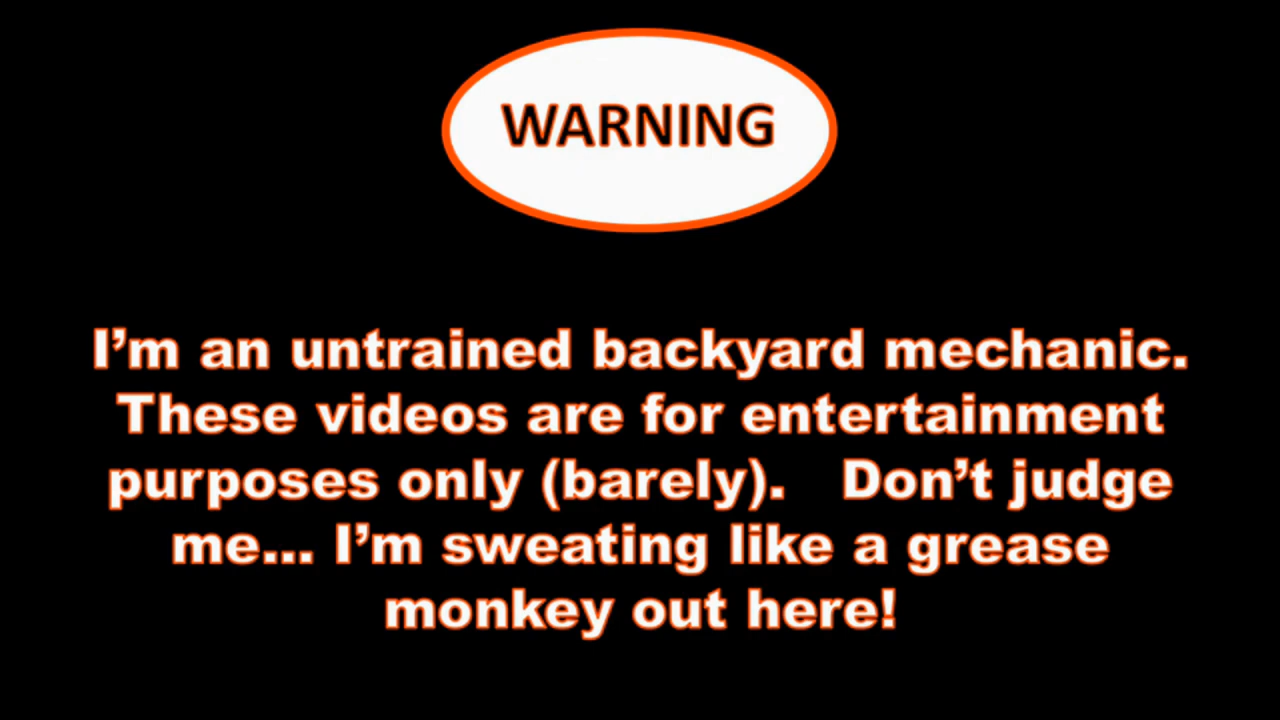 WARNING
I’m an untrained backyard mechanic.
These videos are for entertainment
purposes only (barely).   Don’t judge
me... I’m sweating like a grease
monkey out here!